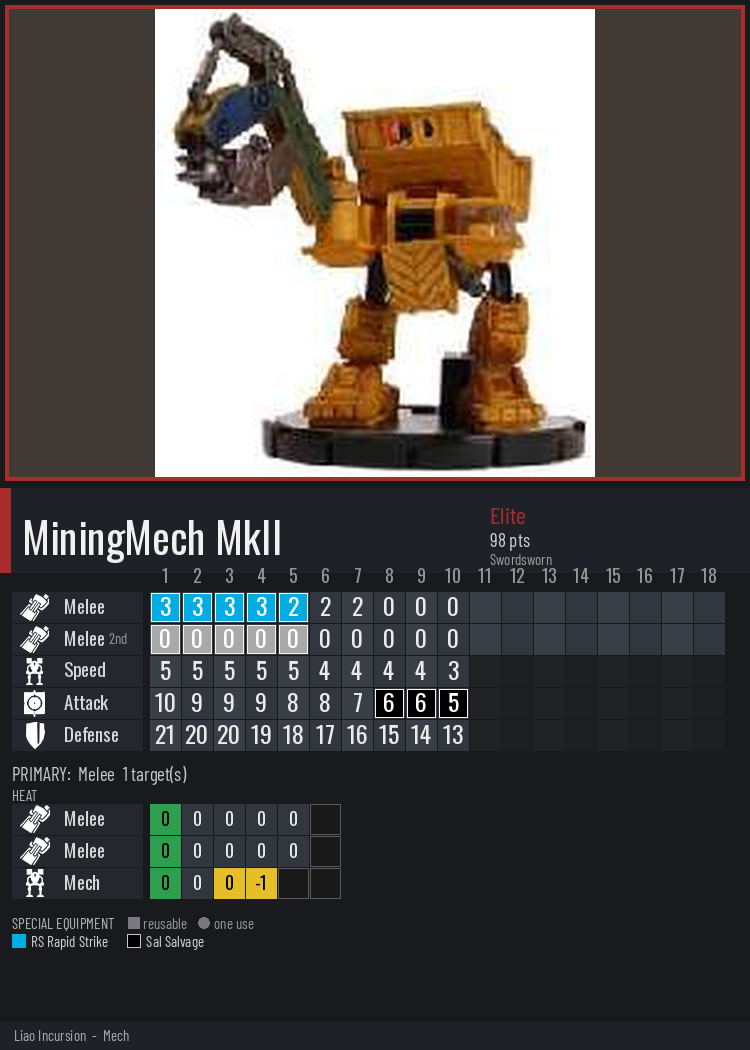 MiningMech MkII
Elite
98 pts
Swordsworn
1 2 3 4 5 6 7 8 9 10 11 12 13 14 15 16 17 18
Melee 3 3 3 3 2 2 2 0 0 0
Melee 2nd 0 0 0 0 0 0 0 0 0 0
Speed 5 5 5 5 5 4 4 4 4 3
Attack 10 9 9 9 8 8 7 6 6 5
Defense 21 20 20 19 18 17 16 15 14 13
PRIMARY: Melee 1 target(s)
HEAT
Melee 0 0 0 0 0
Melee 0 0 0 0 0
Mech 0 0 0 -1
SPECIAL EQUIPMENT reusable one use
RS Rapid Strike Sal Salvage
Liao Incursion - Mech